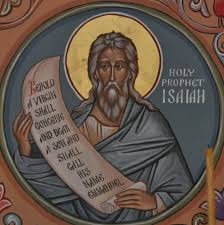 BEHOLD
A VIRGIN
SHALL
CONCEIVE
AND BEAR
A SON AND
SHALL
CALL
HIS
NAME
EMMANUEL
HOLY
PROPHET
ISAIAH